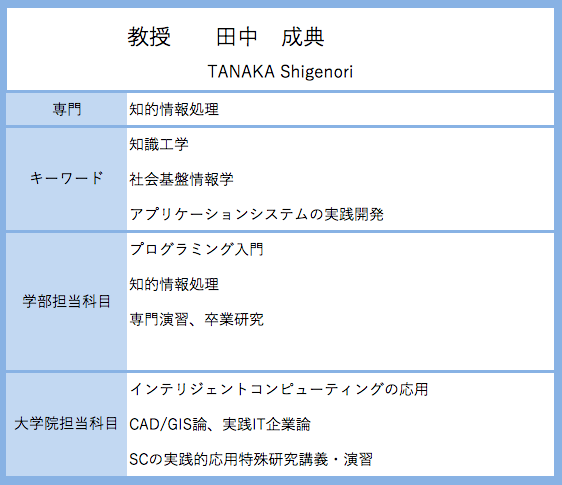 教授　　田中　成典
TANAKA Shigenori
専門
知的情報処理
キーワード
知識工学
社会基盤情報学
アプリケーションシステムの実践開発
学部担当科目
プログラミング入門
知的情報処理
専門演習、卒業研究
大学院担当科目
インテリジェントコンピューティングの応用
CAD/GIS論、実践IT企業論
SCの実践的応用特殊研究講義・演習